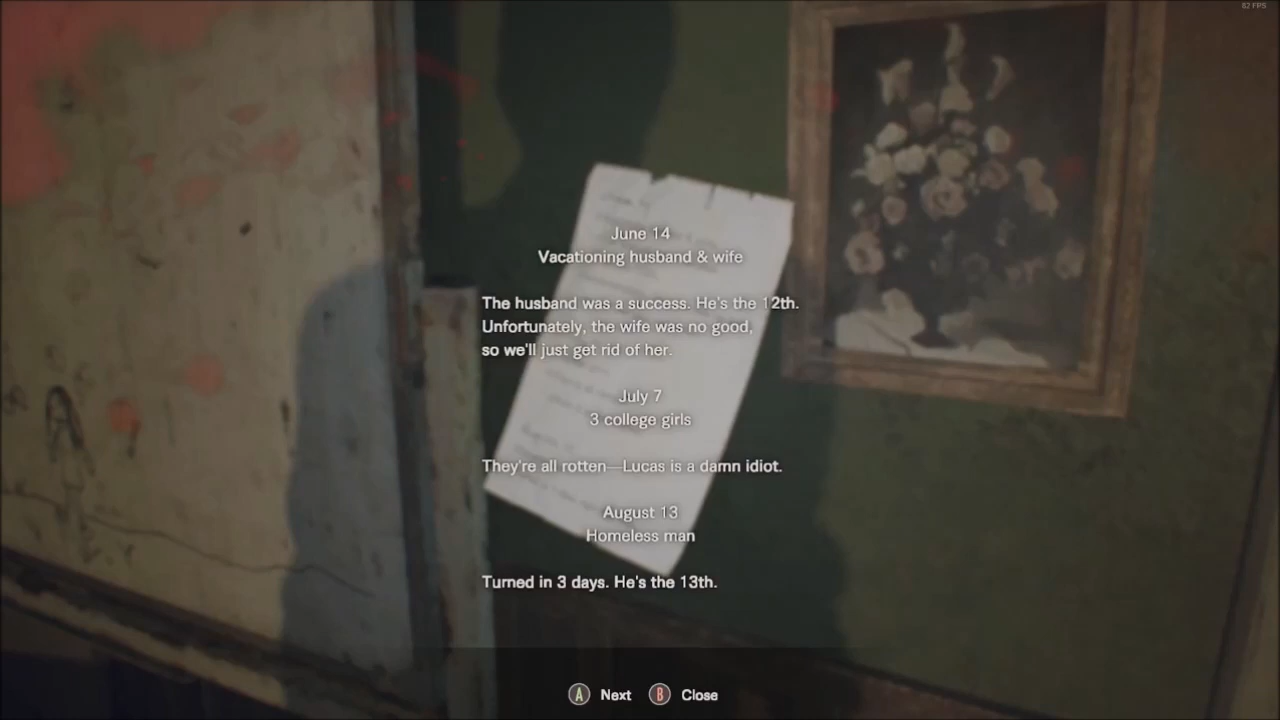 62 FPS
June 14
Vacationing husband & wife
The husband was a success. He's the 12th.
Unfortunately, the wife was no good,
so we'll just get rid of her.
July 7
3 college girls
They're all rotten—Lucas is a damn idiot.
August 13
Homeless man
Turned in 3 days. He's the 13th.
A Next B Close